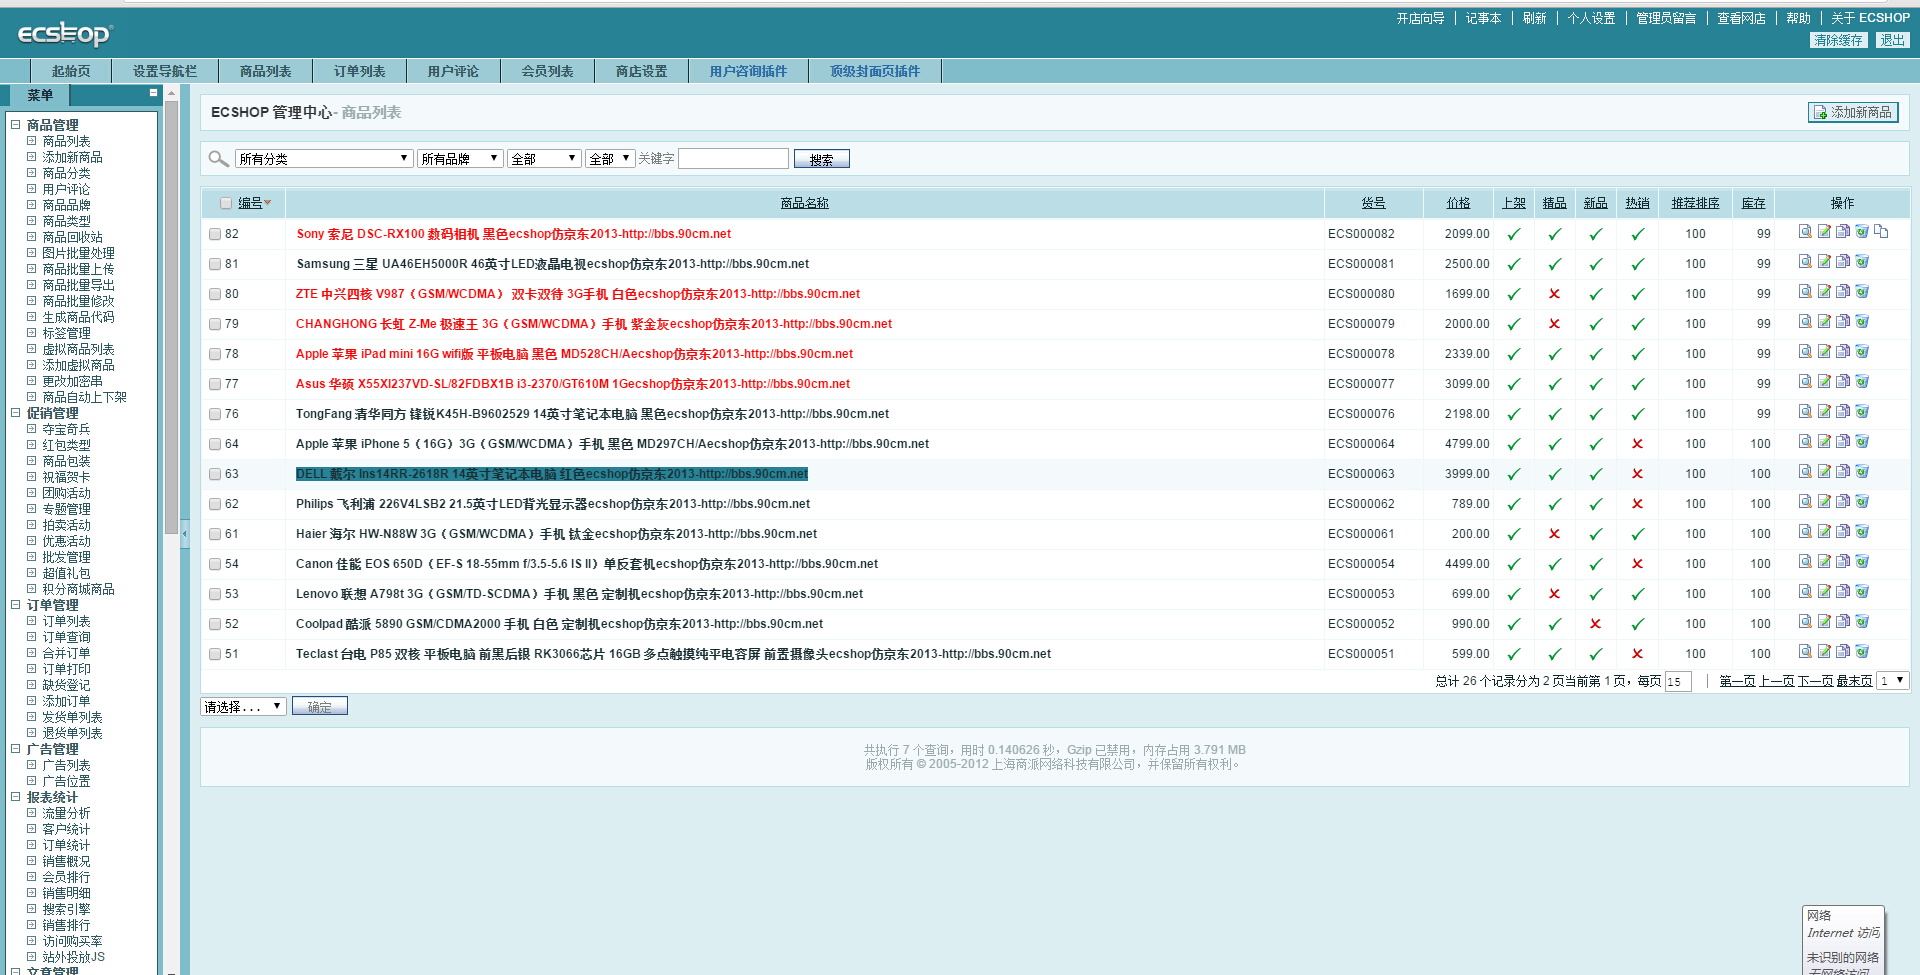 开店向导 记事本 刷新 个人设置 管理员留言 查看网店 帮助 关于 ECSHOP
ecshop
清除缓存 退出
起始页 设置导航栏 商品列表 订单列表 用户评论 会员列表 商店设置 用户咨询插件 顶级封面页插件
菜单
商品管理
商品列表
添加新商品
商品分类
用户评论
商品品牌
商品类型
商品回收站
图片批量处理
商品批量上传
商品批量导出
商品批量修改
生成商品代码
标签管理
虚拟商品列表
添加虚拟商品
更改加密串
商品自动上下架
促销管理
夺宝奇兵
红包类型
商品包装
祝福贺卡
团购活动
专题管理
拍卖活动
优惠活动
批发管理
超值礼包
积分商城商品
订单管理
订单列表
订单查询
合并订单
订单打印
缺货登记
添加订单
发货单列表
退货单列表
广告管理
广告列表
广告位置
报表统计
流量分析
客户统计
订单统计
销售概况
会员排行
销售明细
搜索引擎
销售排行
访问购买率
站外投放JS
文章管理
ECSHOP 管理中心 - 商品列表
添加新商品
所有分类 所有品牌 全部 全部 关键字 搜索
编号 商品名称 货号 价格 上架 精品 新品 热销 推荐排序 库存 操作
82 Sony 索尼 DSC-RX100 数码相机 黑色ecshop仿京东2013-http://bbs.90cm.net ECS000082 2099.00 100 99
81 Samsung 三星 UA46EH5000R 46英寸LED液晶电视ecshop仿京东2013-http://bbs.90cm.net ECS000081 2500.00 100 99
80 ZTE 中兴四核 V987（GSM/WCDMA） 双卡双待 3G手机 白色ecshop仿京东2013-http://bbs.90cm.net ECS000080 1699.00 100 99
79 CHANGHONG 长虹 Z-Me 极速王 3G（GSM/WCDMA）手机 紫金灰ecshop仿京东2013-http://bbs.90cm.net ECS000079 2000.00 100 99
78 Apple 苹果 iPad mini 16G wifi版 平板电脑 黑色 MD528CH/Aecshop仿京东2013-http://bbs.90cm.net ECS000078 2339.00 100 99
77 Asus 华硕 X55XI237VD-SL/82FDBX1B i3-2370/GT610M 1Gecshop仿京东2013-http://bbs.90cm.net ECS000077 3099.00 100 99
76 TongFang 清华同方 锋锐K45H-B9602529 14英寸笔记本电脑 黑色ecshop仿京东2013-http://bbs.90cm.net ECS000076 2198.00 100 99
64 Apple 苹果 iPhone 5（16G）3G（GSM/WCDMA）手机 黑色 MD297CH/Aecshop仿京东2013-http://bbs.90cm.net ECS000064 4799.00 100 100
63 DELL 戴尔 Ins14RR-2618R 14英寸笔记本电脑 红色ecshop仿京东2013-http://bbs.90cm.net ECS000063 3999.00 100 100
62 Philips 飞利浦 226V4LSB2 21.5英寸LED背光显示器ecshop仿京东2013-http://bbs.90cm.net ECS000062 789.00 100 100
61 Haier 海尔 HW-N88W 3G（GSM/WCDMA）手机 钛金ecshop仿京东2013-http://bbs.90cm.net ECS000061 200.00 100 100
54 Canon 佳能 EOS 650D（EF-S 18-55mm f/3.5-5.6 IS II）单反套机ecshop仿京东2013-http://bbs.90cm.net ECS000054 4499.00 100 100
53 Lenovo 联想 A798t 3G（GSM/TD-SCDMA）手机 黑色 定制机ecshop仿京东2013-http://bbs.90cm.net ECS000053 699.00 100 100
52 Coolpad 酷派 5890 GSM/CDMA2000 手机 白色 定制机ecshop仿京东2013-http://bbs.90cm.net ECS000052 990.00 100 100
51 Teclast 台电 P85 双核 平板电脑 前黑后银 RK3066芯片 16GB 多点触摸纯平电容屏 前置摄像头ecshop仿京东2013-http://bbs.90cm.net ECS000051 599.00 100 100
总计 26 个记录分为 2 页当前第 1 页，每页 15 | 第一页 上一页 下一页 最末页 1
请选择... 确定
共执行 7 个查询，用时 0.140626 秒，Gzip 已禁用，内存占用 3.791 MB
版权所有 © 2005-2012 上海商派网络科技有限公司，并保留所有权利。
网络
Internet 访问
未识别的网络
无网络访问